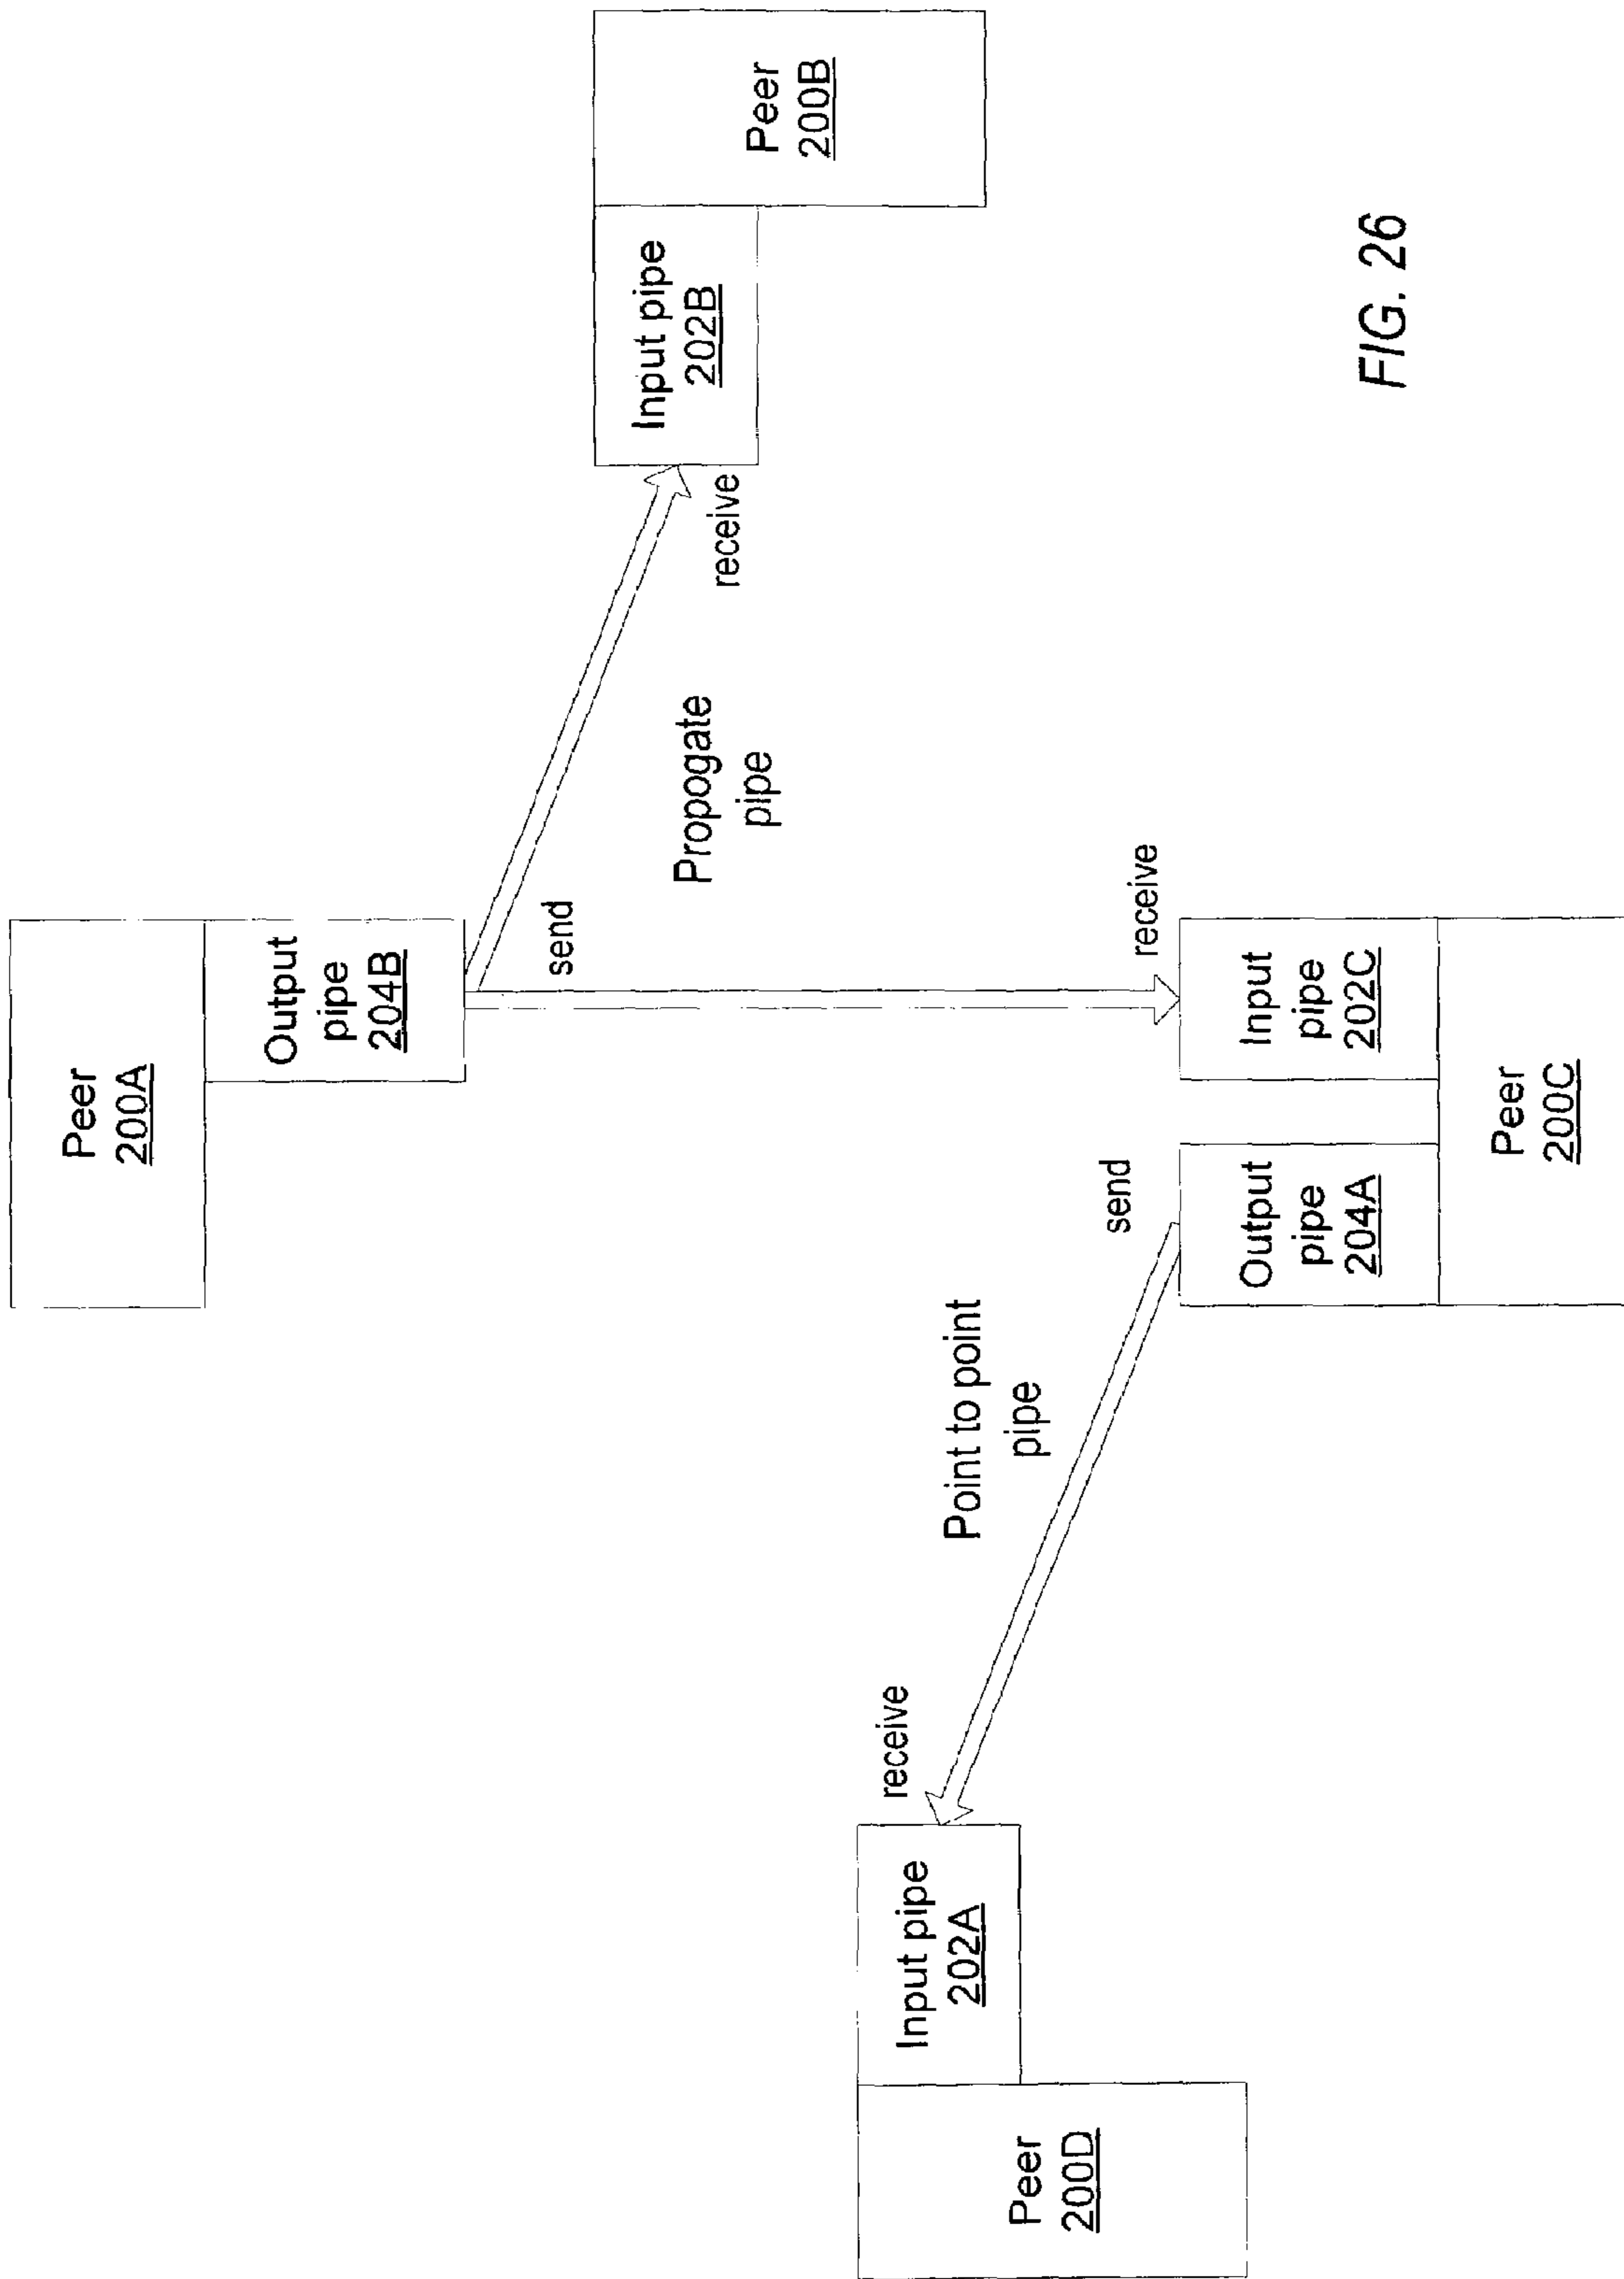 Peer
200A
Output
pipe
204B
send
Input pipe
202B
receive
Peer
200B
Propogate
pipe
receive
Input pipe
202A
Peer
200D
Point to point
pipe
send
receive
Output
pipe
204A
Input
pipe
202C
Peer
200C
FIG. 26